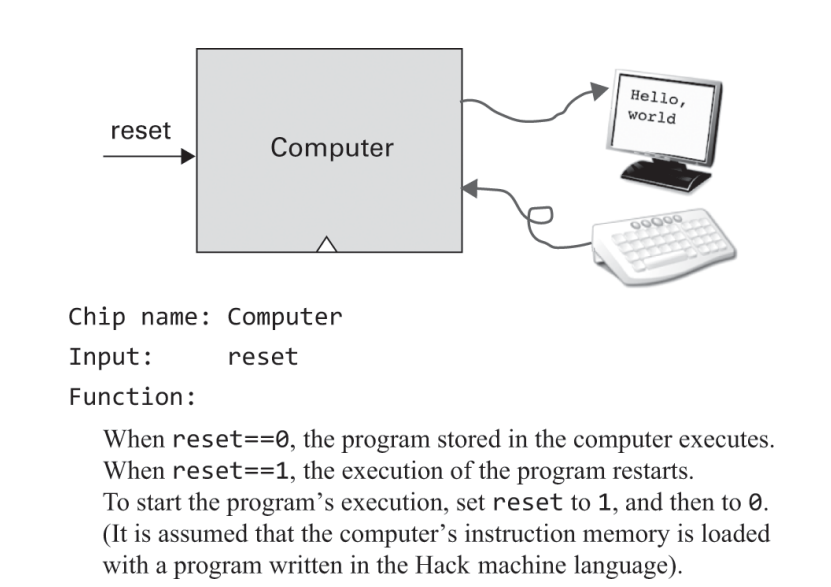 Hello,
world
reset
Computer
Chip name: Computer
Input: reset
Function:
When reset==0, the program stored in the computer executes.
When reset==1, the execution of the program restarts.
To start the program’s execution, set reset to 1, and then to 0.
(It is assumed that the computer’s instruction memory is loaded
with a program written in the Hack machine language).